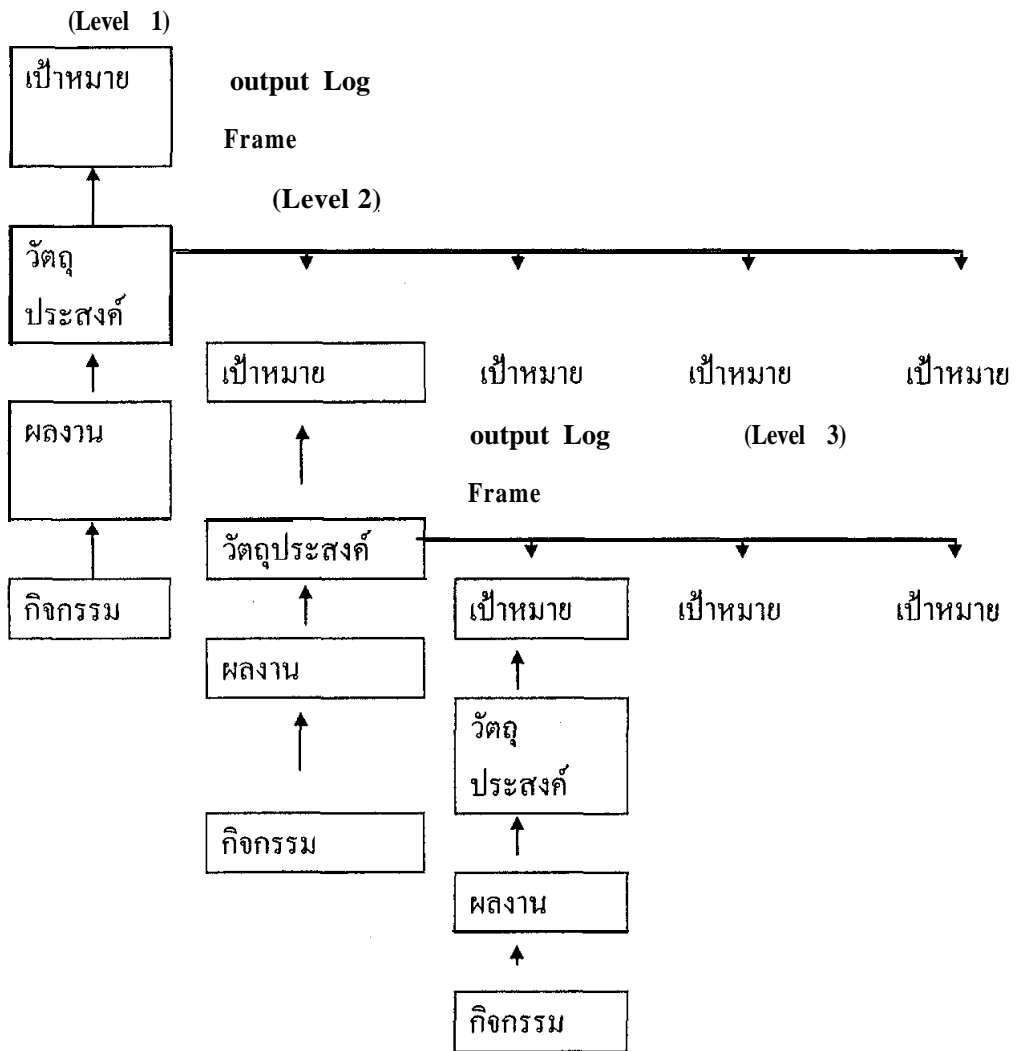 (Level 1)
เป้าหมาย
output Log
Frame
(Level 2)
วัตถุ
ประสงค์
เป้าหมาย เป้าหมาย เป้าหมาย เป้าหมาย
ผลงาน
output Log (Level 3)
Frame
วัตถุประสงค์
กิจกรรม
เป้าหมาย เป้าหมาย เป้าหมาย
ผลงาน
วัตถุ
ประสงค์
กิจกรรม
ผลงาน
กิจกรรม